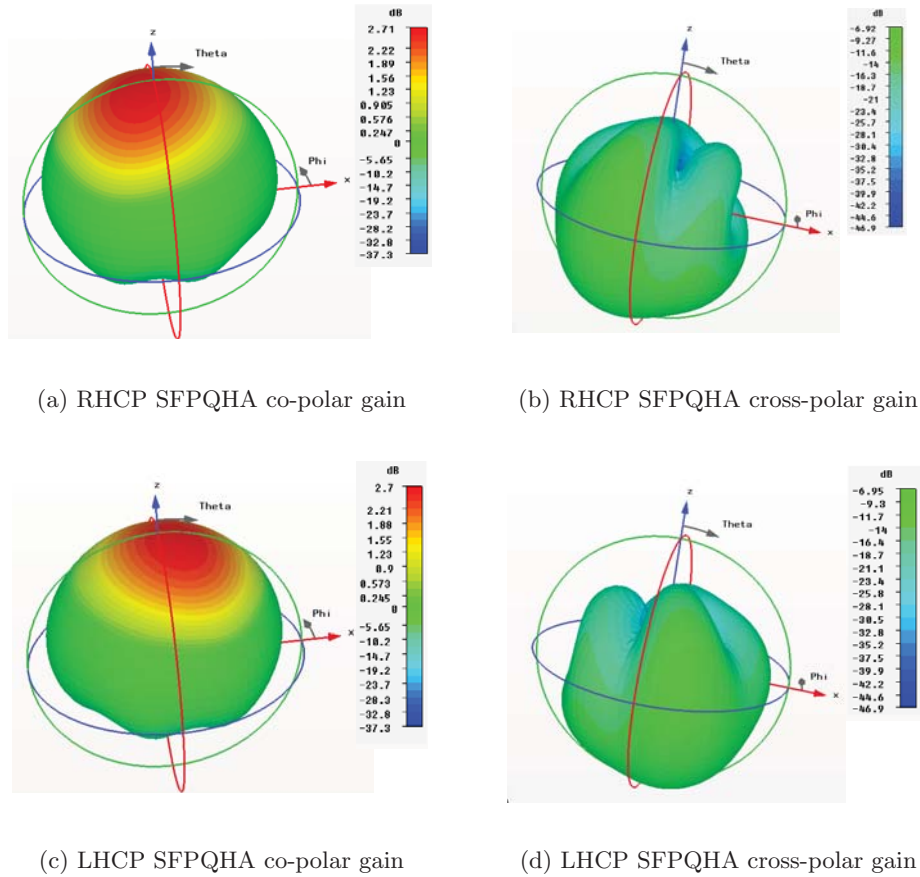 dB
2.71
2.21
1.89
1.56
1.23
0.905
0.576
0.247
0
-5.65
-10.2
-14.7
-19.2
-23.7
-28.3
-32.8
-37.3
z
Theta
Phi
x
dB
-6.92
-9.27
-11.6
-14
-16.3
-18.7
-21
-23.4
-25.7
-28.1
-30.4
-32.8
-35.2
-37.5
-39.9
-42.2
-44.6
-46.9
z
Theta
Phi
x
(a) RHCP SFPQHA co-polar gain
(b) RHCP SFPQHA cross-polar gain
dB
2.7
2.21
1.88
1.55
1.23
0.9
0.573
0.245
0
-5.65
-10.2
-14.7
-19.2
-23.7
-28.3
-32.8
-37.3
z
Theta
Phi
x
dB
-6.95
-9.3
-11.7
-14
-16.4
-18.7
-21.1
-23.4
-25.8
-28.1
-30.5
-32.8
-35.2
-37.5
-39.9
-42.2
-44.6
-46.9
z
Theta
Phi
x
(c) LHCP SFPQHA co-polar gain
(d) LHCP SFPQHA cross-polar gain